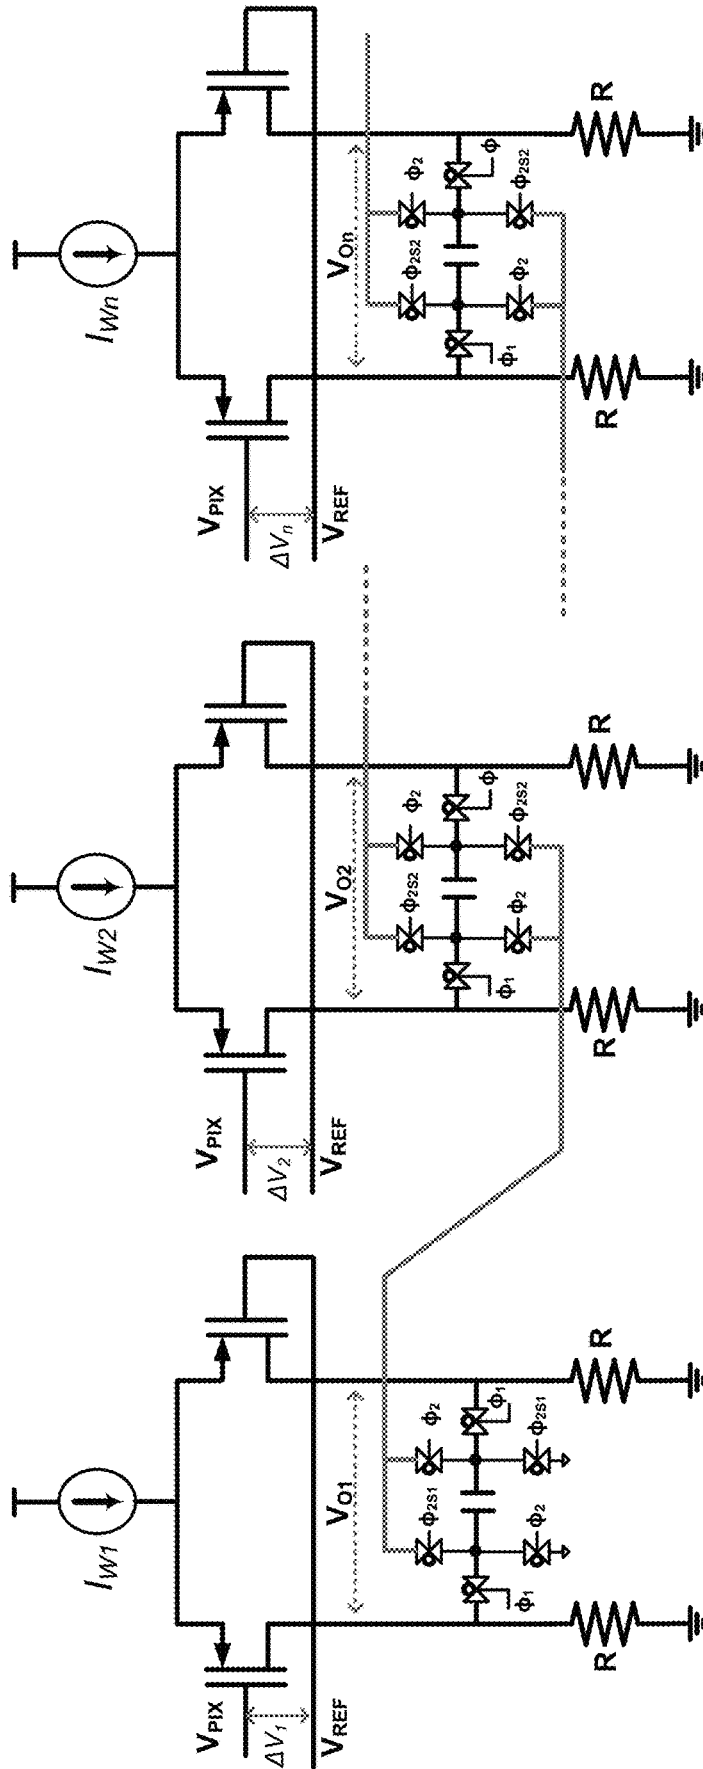 I_W1
V_PIX
ΔV_1
V_REF
V_O1
ϕ_2S1
ϕ_2
ϕ_1
ϕ_1
ϕ_2
ϕ_2S1
R
R
I_W2
V_PIX
ΔV_2
V_REF
V_O2
ϕ_2S2
ϕ_2
ϕ_1
ϕ
ϕ_2
ϕ_2S2
R
R
I_Wn
V_PIX
ΔV_n
V_REF
V_On
ϕ_2S2
ϕ_2
ϕ_1
ϕ
ϕ_2
ϕ_2S2
R
R